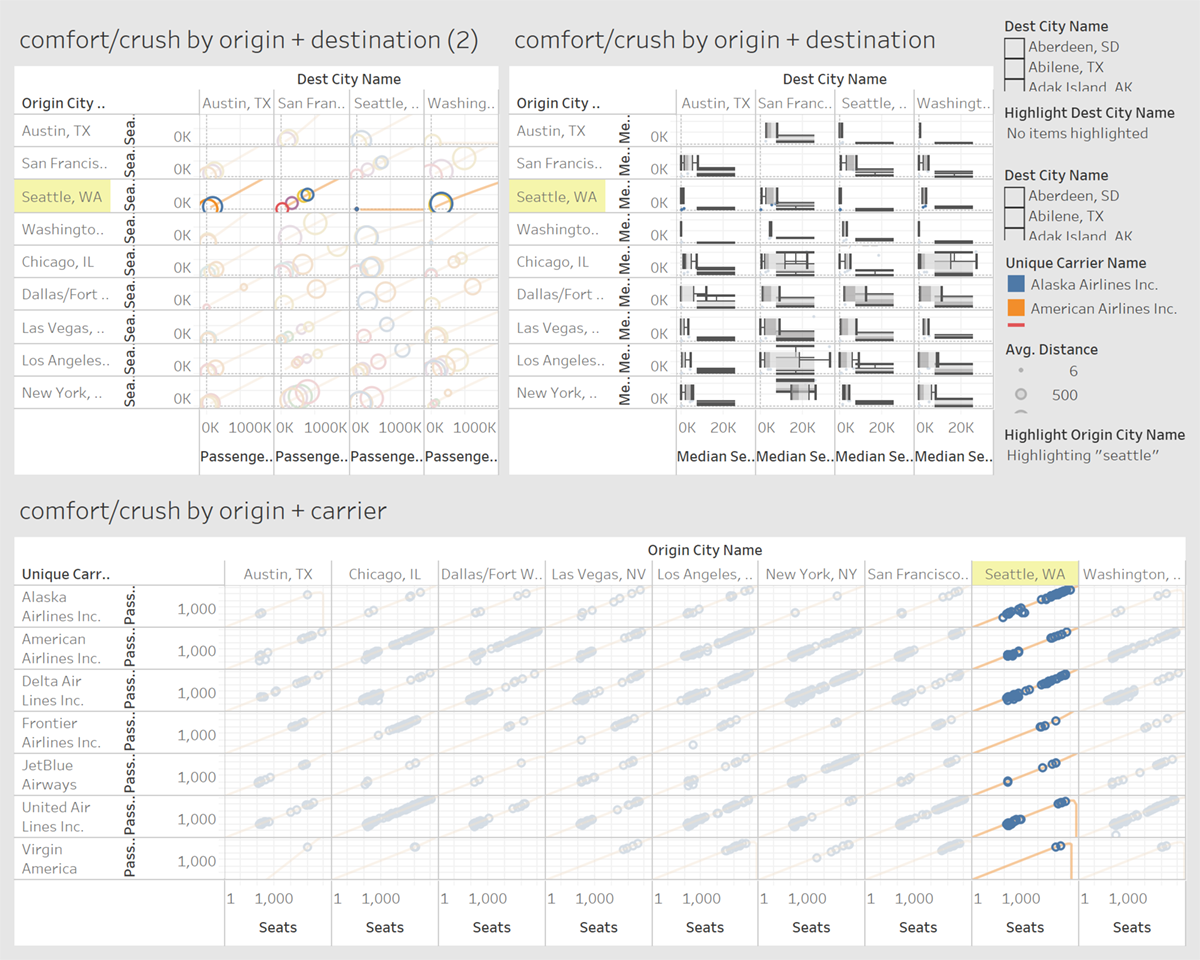 comfort/crush by origin + destination (2)
Dest City Name
Origin City ..
Austin, TX San Fran.. Seattle, .. Washing..
Austin, TX Sea.. 0K
San Francis.. Sea.. 0K
Seattle, WA Sea.. 0K
Washingto.. Sea.. 0K
Chicago, IL Sea.. 0K
Dallas/Fort .. Sea.. 0K
Las Vegas, .. Sea.. 0K
Los Angeles.. Sea.. 0K
New York, .. Sea.. 0K
0K 1000K 0K 1000K 0K 1000K 0K 1000K
Passenge.. Passenge.. Passenge.. Passenge..
comfort/crush by origin + destination
Dest City Name
Origin City ..
Austin, TX San Franc.. Seattle, .. Washingt..
Austin, TX Me.. 0K
San Francis.. Me.. 0K
Seattle, WA Me.. 0K
Washingto.. Me.. 0K
Chicago, IL Me.. 0K
Dallas/Fort .. Me.. 0K
Las Vegas, .. Me.. 0K
Los Angeles.. Me.. 0K
New York, .. Me.. 0K
0K 20K 0K 20K 0K 20K 0K 20K
Median Se.. Median Se.. Median Se.. Median Se..
Dest City Name
Aberdeen, SD
Abilene, TX
Adak Island, AK
Highlight Dest City Name
No items highlighted
Dest City Name
Aberdeen, SD
Abilene, TX
Adak Island, AK
Unique Carrier Name
Alaska Airlines Inc.
American Airlines Inc.
Avg. Distance
6
500
Highlight Origin City Name
Highlighting "seattle"
comfort/crush by origin + carrier
Origin City Name
Unique Carr..
Austin, TX Chicago, IL Dallas/Fort W.. Las Vegas, NV Los Angeles, .. New York, NY San Francisco.. Seattle, WA Washington, ..
Alaska
Airlines Inc. Pass.. 1,000
American
Airlines Inc. Pass.. 1,000
Delta Air
Lines Inc. Pass.. 1,000
Frontier
Airlines Inc. Pass.. 1,000
JetBlue
Airways Pass.. 1,000
United Air
Lines Inc. Pass.. 1,000
Virgin
America Pass.. 1,000
1 1,000 1 1,000 1 1,000 1 1,000 1 1,000 1 1,000 1 1,000 1 1,000 1 1,000
Seats Seats Seats Seats Seats Seats Seats Seats Seats